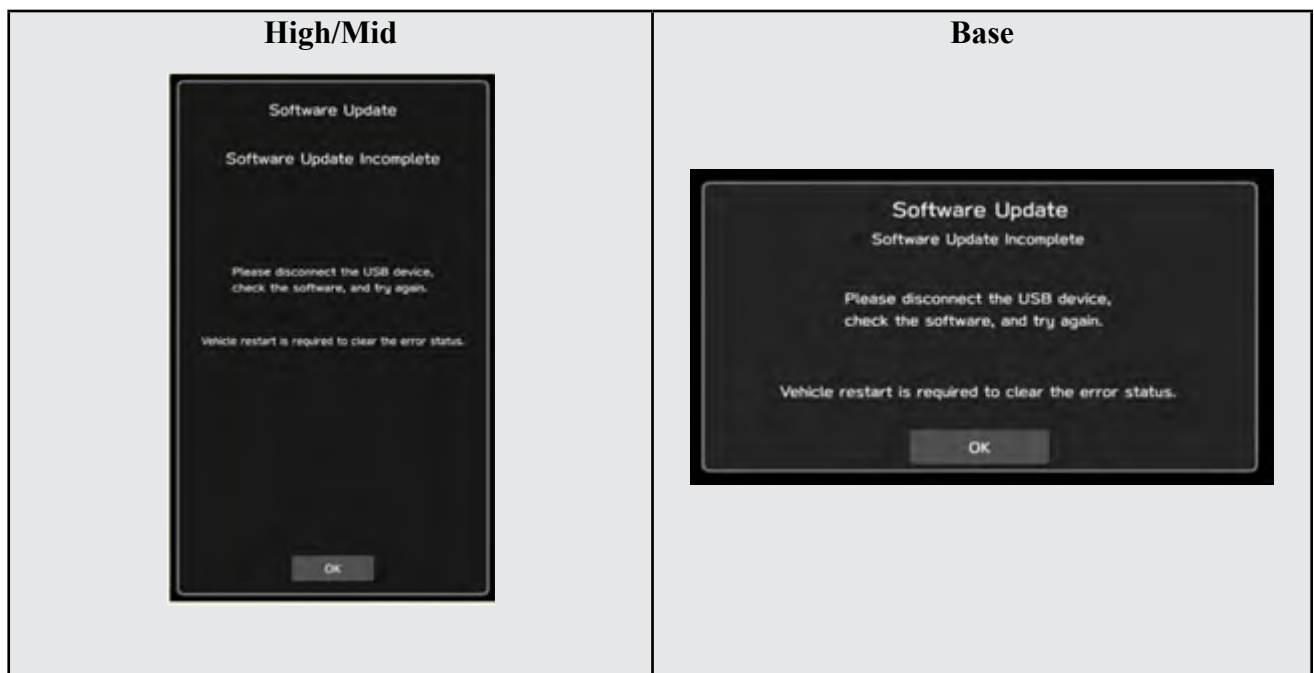 High/Mid
Software Update
Software Update Incomplete
Please disconnect the USB device,
check the software, and try again.
Vehicle restart is required to clear the error status.
OK
Base
Software Update
Software Update Incomplete
Please disconnect the USB device,
check the software, and try again.
Vehicle restart is required to clear the error status.
OK